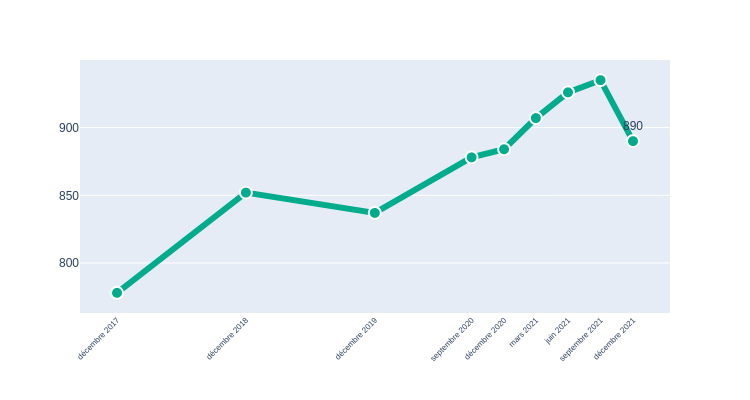 900
850
800
890
décembre 2017
décembre 2018
décembre 2019
septembre 2020
décembre 2020
mars 2021
juin 2021
septembre 2021
décembre 2021